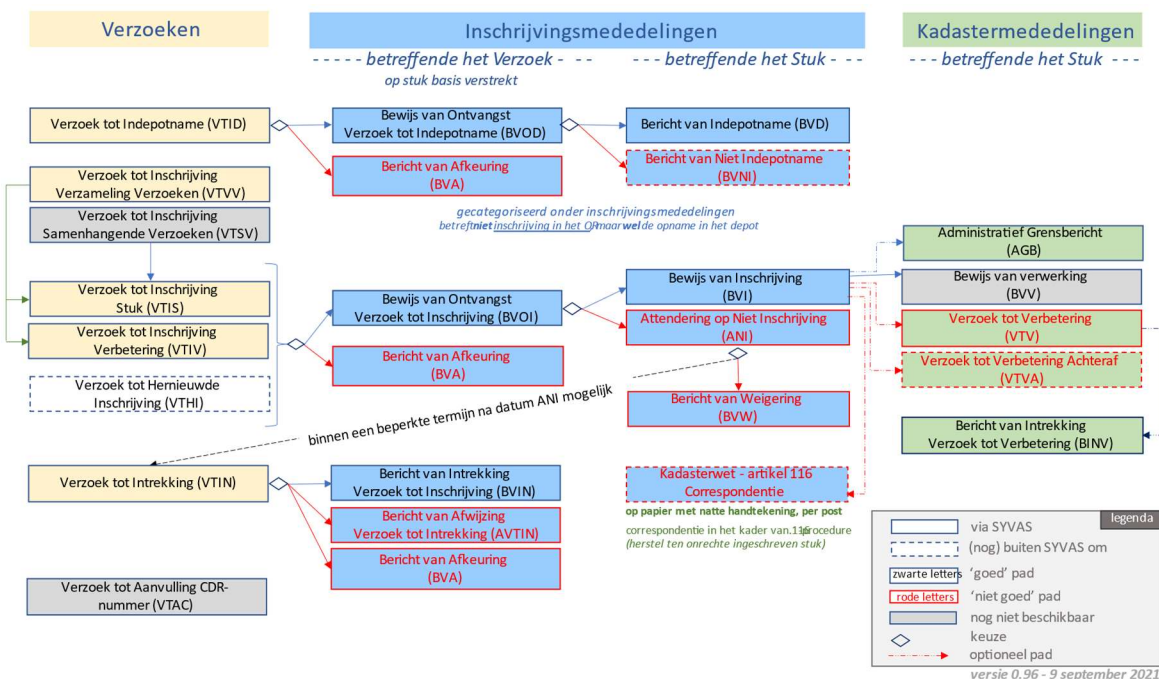 Verzoeken
Inschrijvingsmededelingen
Kadastermededelingen
- - - - - betreffende het Verzoek - - - -
op stuk basis verstrekt
- - - betreffende het Stuk - - - -
- - - betreffende het Stuk - - - -
Verzoek tot Indepotname (VTID)
Bewijs van Ontvangst
Verzoek tot Indepotname (BVOD)
Bericht van Indepotname (BVD)
Bericht van Afkeuring
(BVA)
Bericht van Niet Indepotname
(BVNI)
Verzoek tot Inschrijving
Verzameling Verzoeken (VTVV)
Verzoek tot Inschrijving
Samenhangende Verzoeken (VTSV)
gecategoriseerd onder inschrijvingsmededelingen
betreft niet inschrijving in het OR maar wel de opname in het depot
Administratief Grensbericht
(AGB)
Verzoek tot Inschrijving
Stuk (VTIS)
Bewijs van Ontvangst
Verzoek tot Inschrijving (BVOI)
Bewijs van Inschrijving
(BVI)
Bewijs van verwerking
(BVV)
Verzoek tot Inschrijving
Verbetering (VTIV)
Attendering op Niet Inschrijving
(ANI)
Verzoek tot Verbetering
(VTV)
Bericht van Afkeuring
(BVA)
Verzoek tot Verbetering Achteraf
(VTVA)
Verzoek tot Hernieuwde
Inschrijving (VTHI)
Bericht van Weigering
(BVW)
binnen een beperkte termijn na datum ANI mogelijk
Bericht van Intrekking
Verzoek tot Verbetering (BINV)
Verzoek tot Intrekking (VTIN)
Bericht van Intrekking
Verzoek tot Inschrijving (BVIN)
Kadasterwet - artikel 116
Correspondentie
op papier met natte handtekening, per post
correspondentie in het kader van 116 procedure
(herstel ten onrechte ingeschreven stuk)
Bericht van Afwijzing
Verzoek tot Intrekking (AVTIN)
Bericht van Afkeuring
(BVA)
Verzoek tot Aanvulling CDR-
nummer (VTAC)
legenda
via SYVAS
(nog) buiten SYVAS om
zwarte letters
‘goed’ pad
rode letters
‘niet goed’ pad
nog niet beschikbaar
keuze
optioneel pad
versie 0.96 - 9 september 2021